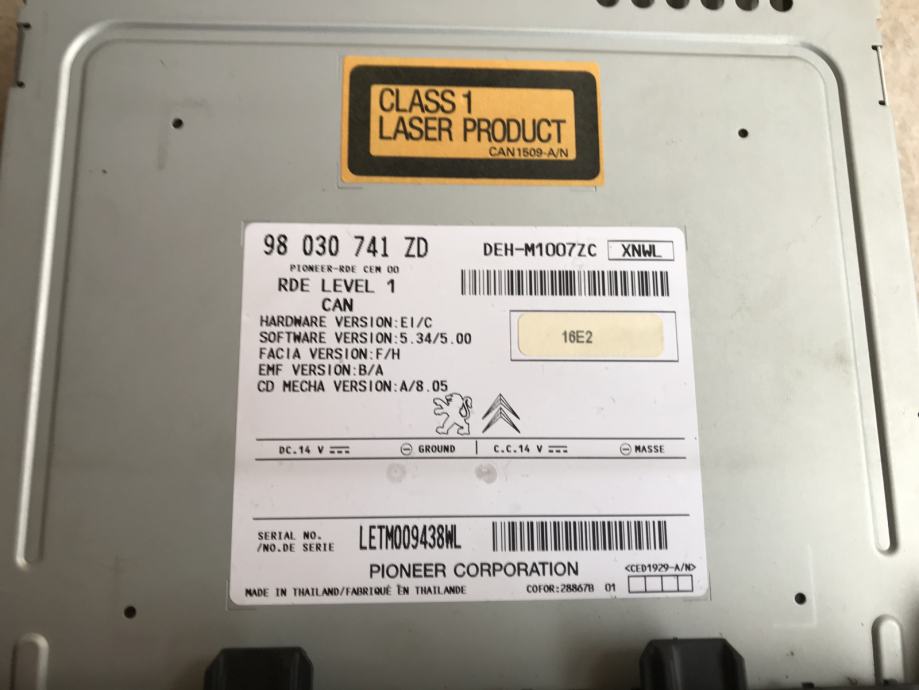 CLASS 1
LASER PRODUCT
CAN1509-A/N
98 030 741 ZD
DEH-M1007ZC XNWL
PIONEER-RDE CEM 00
RDE LEVEL 1
CAN
HARDWARE VERSION:EI/C
SOFTWARE VERSION:5.34/5.00
FACIA VERSION:F/H
EMF VERSION:B/A
CD MECHA VERSION:A/8.05
16E2
DC.14 V GROUND C.C.14 V MASSE
SERIAL NO.
/NO.DE SERIE
LETM009438WL
PIONEER CORPORATION
<CED1929-A/N>
MADE IN THAILAND/FABRIQUÉ EN THAILANDE
COFOR:28867B 01